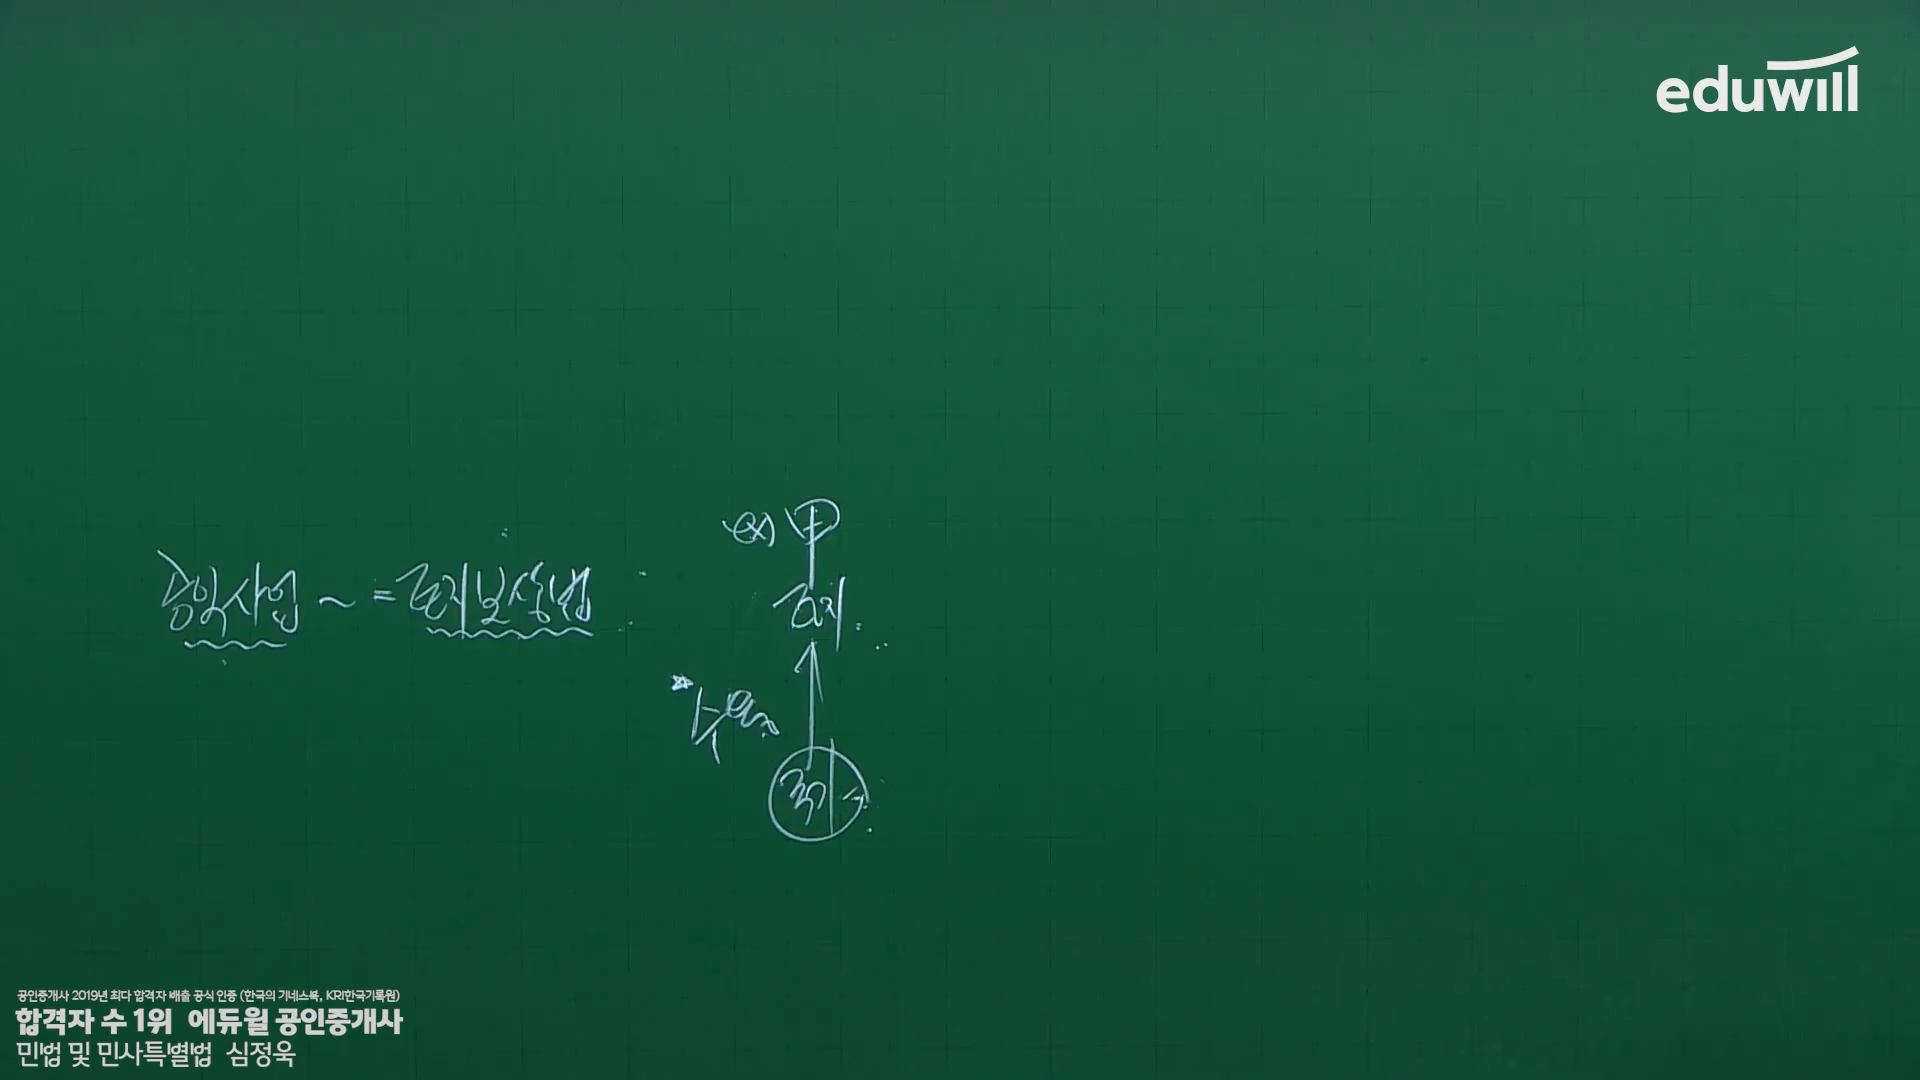 eduwill
예) 甲
공익사업 ~ = 토지보상법
토지
*수용
국가
공인중개사 2019년 최다 합격자 배출 공식 인증 (한국의 기네스북, KRI한국기록원)
합격자 수 1위 에듀윌 공인중개사
민법 및 민사특별법 심정욱